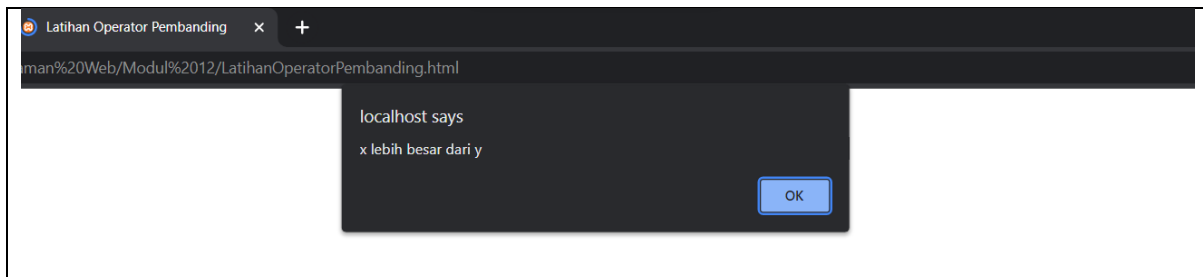 Latihan Operator Pembanding
aman%20Web/Modul%2012/LatihanOperatorPembanding.html
localhost says
x lebih besar dari y
OK